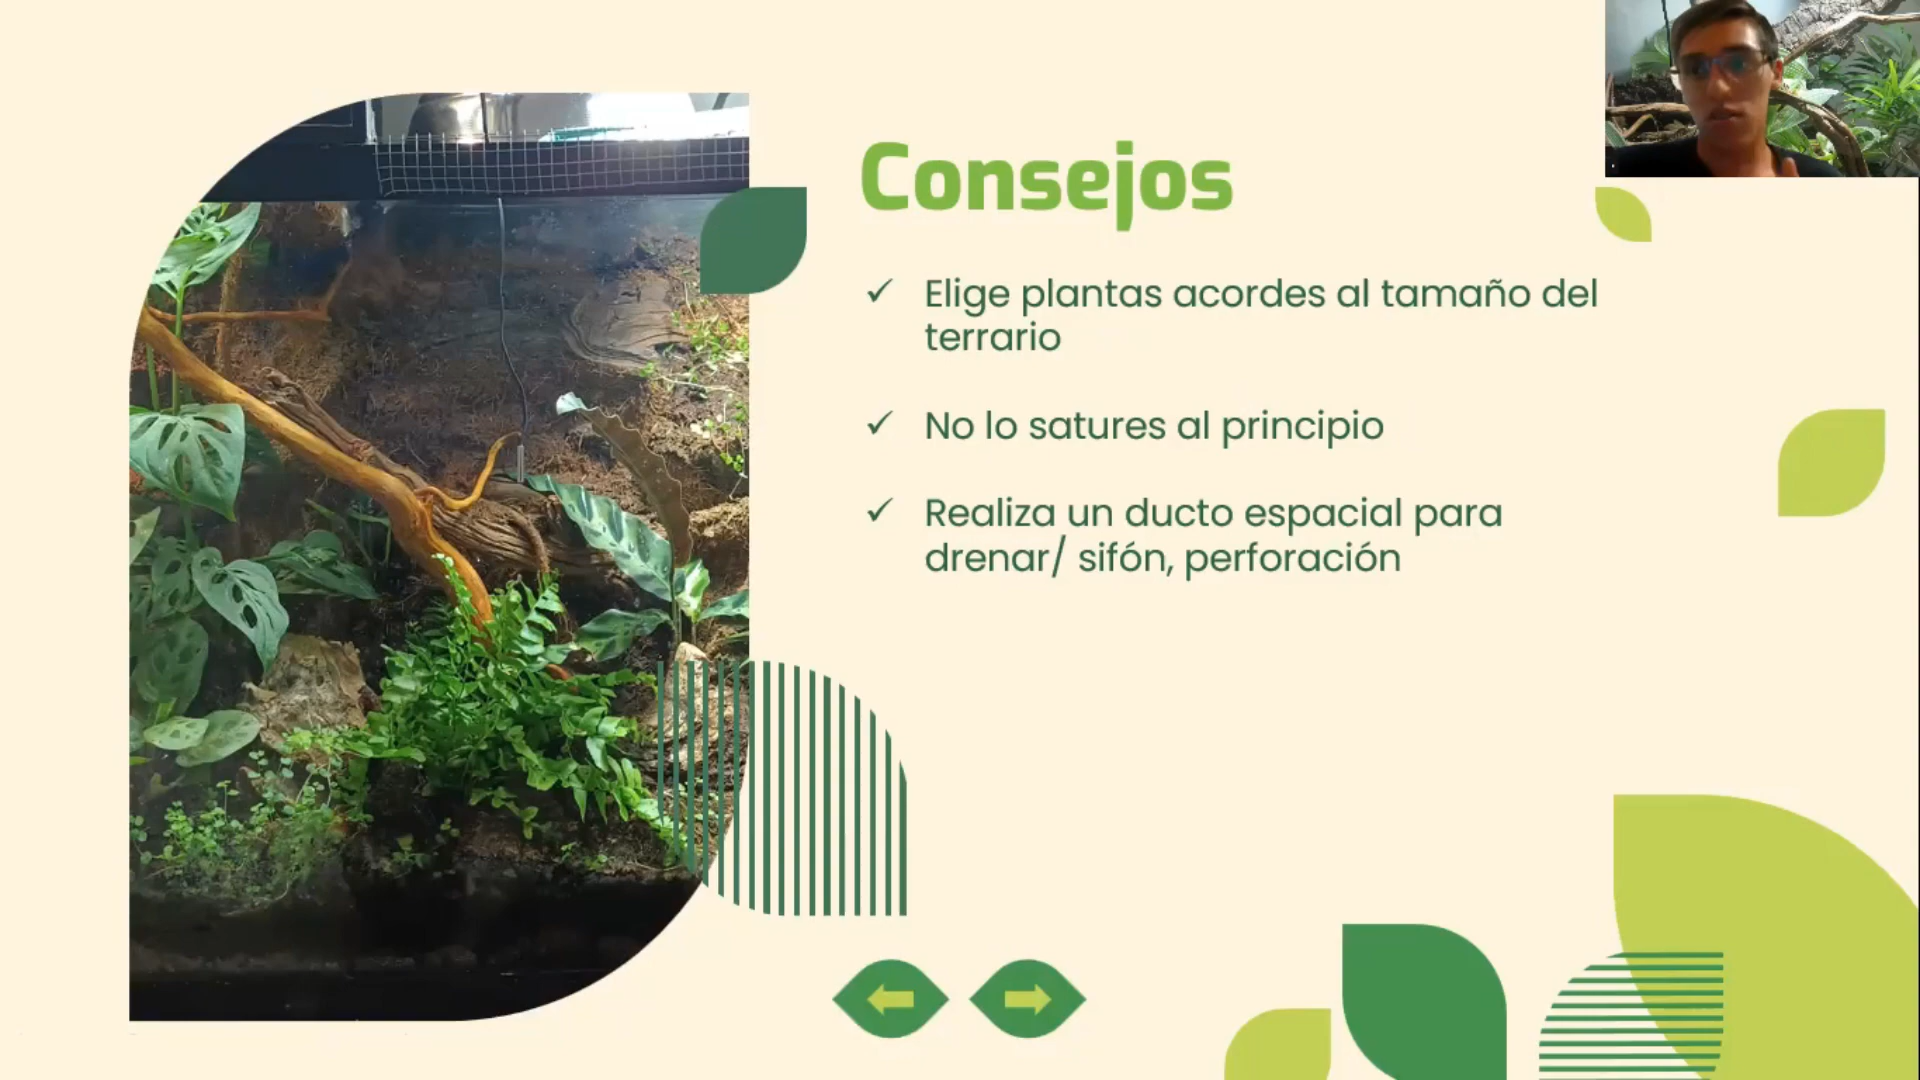 Consejos
✓ Elige plantas acordes al tamaño del
terrario
✓ No lo satures al principio
✓ Realiza un ducto espacial para
drenar/ sifón, perforación